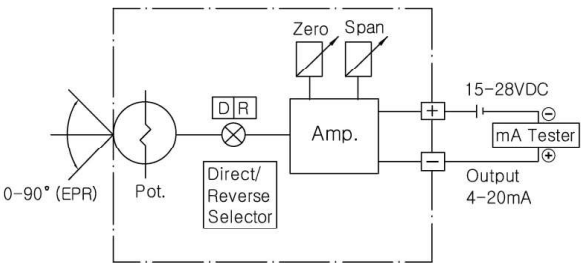 Zero Span
D R
15-28VDC
+
⊖
Amp.
mA Tester
−
⊕
0-90° (EPR)
Pot.
Direct/
Reverse
Selector
Output
4-20mA